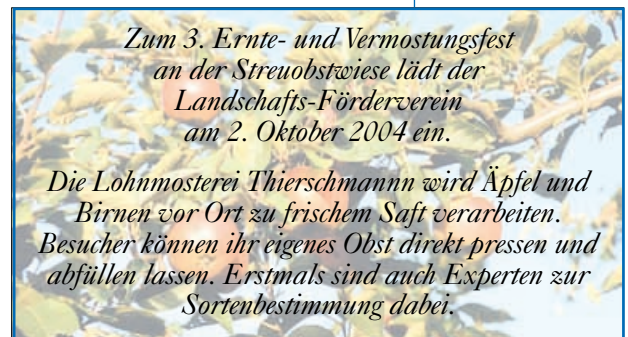 Zum 3. Ernte- und Vermostungsfest
an der Streuobstwiese lädt der
Landschafts-Förderverein
am 2. Oktober 2004 ein.
Die Lohnmosterei Thierschmannn wird Äpfel und
Birnen vor Ort zu frischem Saft verarbeiten.
Besucher können ihr eigenes Obst direkt pressen und
abfüllen lassen. Erstmals sind auch Experten zur
Sortenbestimmung dabei.